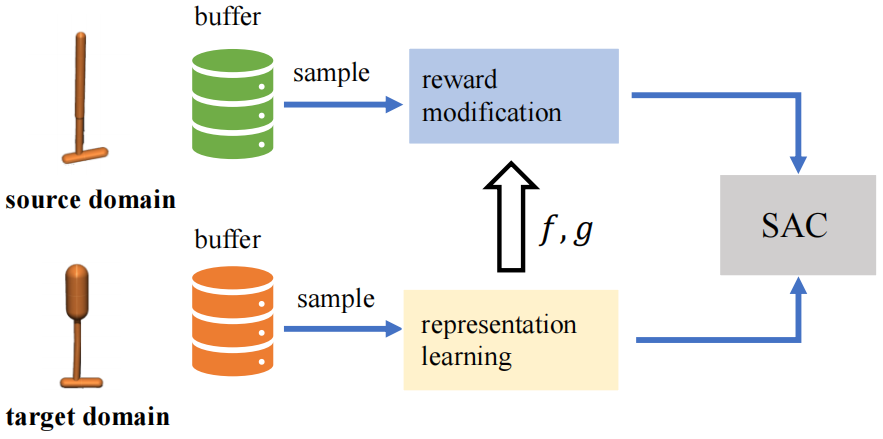 buffer
sample
reward
modification
source domain
SAC
f, g
buffer
sample
representation
learning
target domain